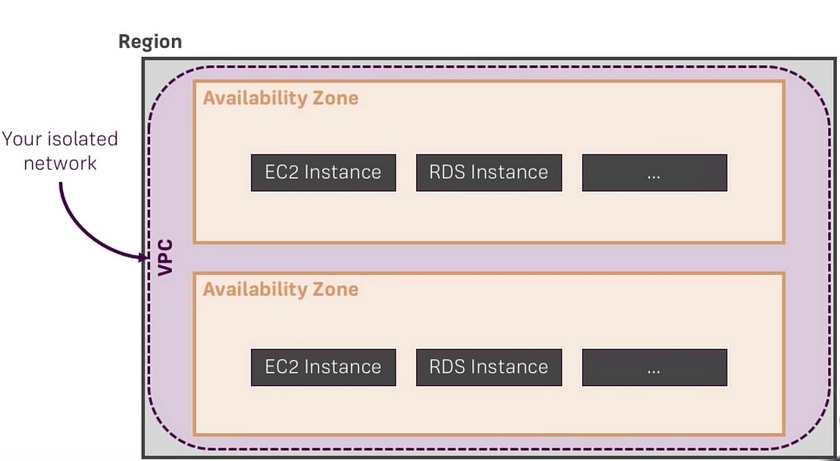 Region
Availability Zone
Your isolated
network
EC2 Instance
RDS Instance
...
VPC
Availability Zone
EC2 Instance
RDS Instance
...